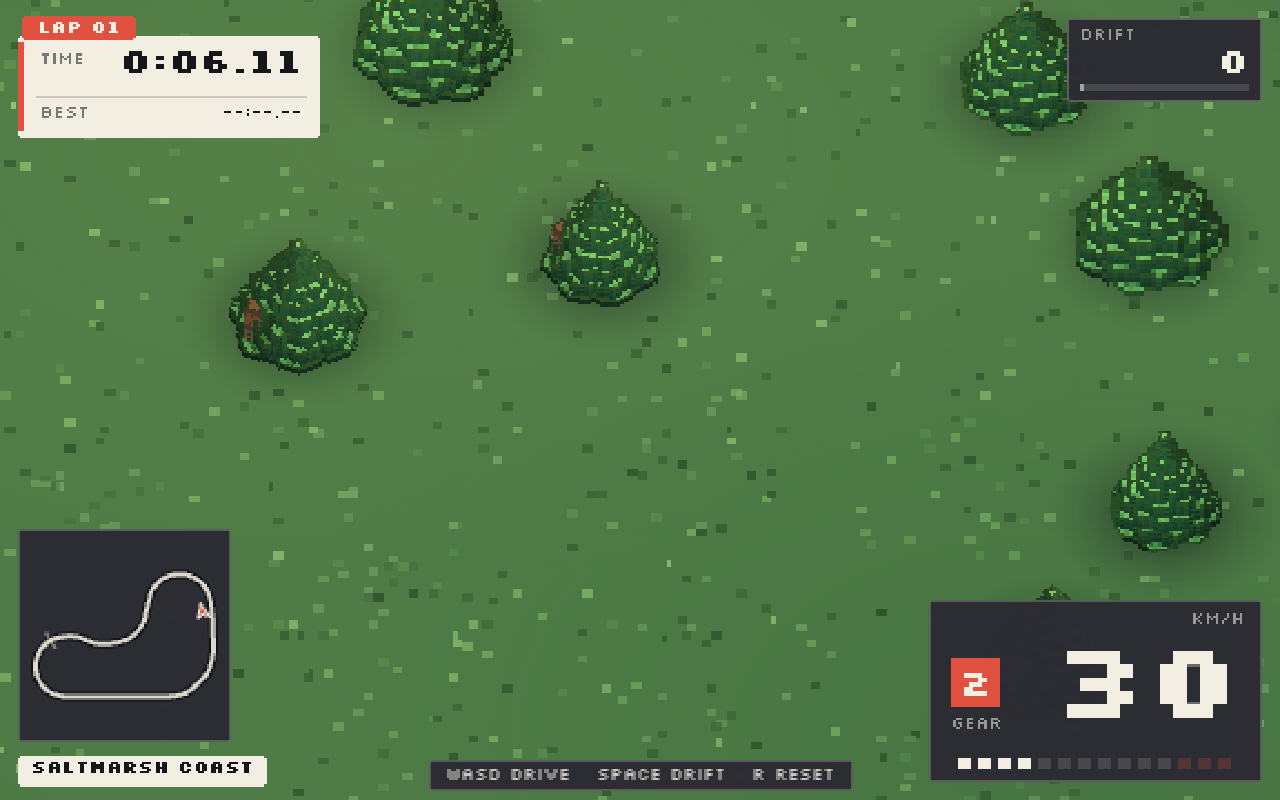 LAP 01
TIME 0:06.11
BEST --:--.--
DRIFT
0
KM/H
2 30
GEAR
SALTMARSH COAST
WASD DRIVE SPACE DRIFT R RESET